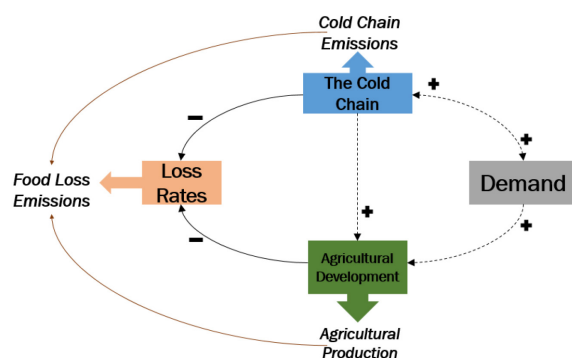 Cold Chain
Emissions
The Cold
Chain
+
+
−
Loss
Rates
Food Loss
Emissions
Demand
+
+
−
Agricultural
Development
Agricultural
Production